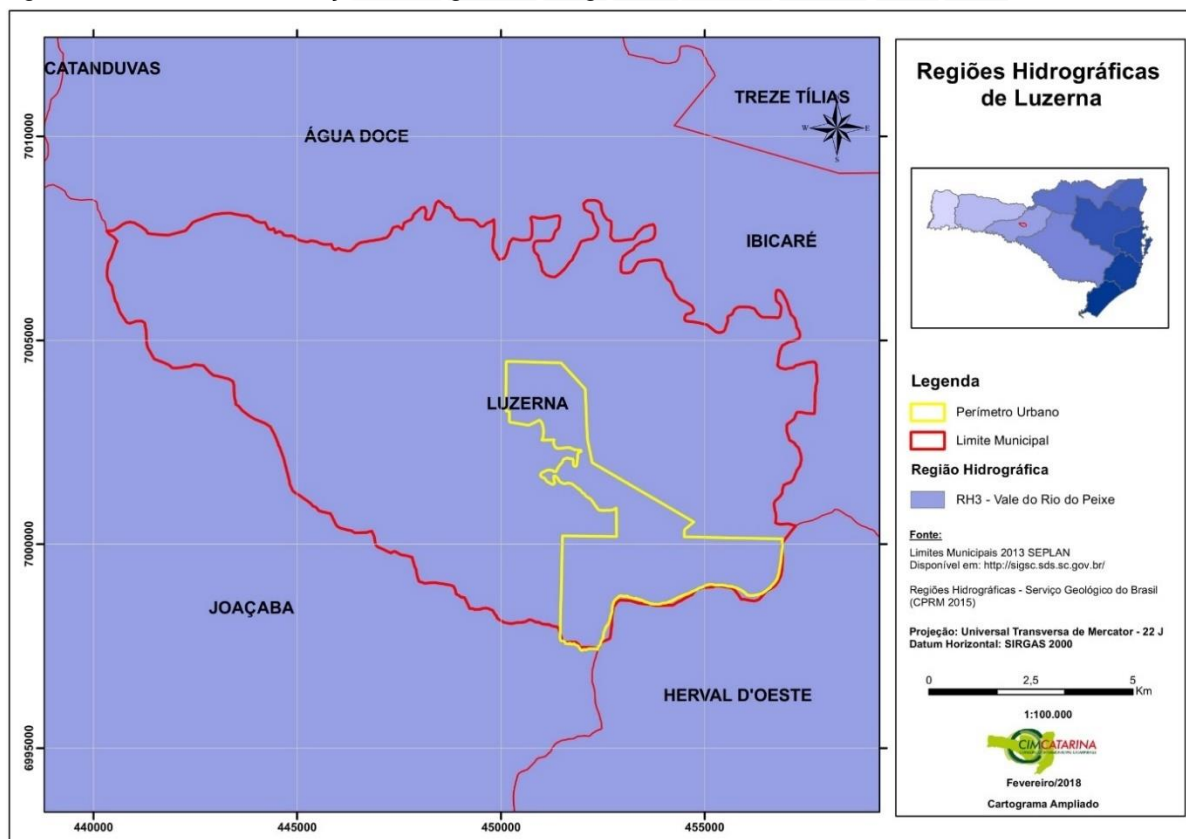 CATANDUVAS
TREZE TÍLIAS
ÁGUA DOCE
N
W
E
S
IBICARÉ
LUZERNA
JOAÇABA
HERVAL D'OESTE
7010000
7005000
7000000
6995000
440000
445000
450000
455000
Regiões Hidrográficas
de Luzerna
Legenda
Perímetro Urbano
Limite Municipal
Região Hidrográfica
RH3 - Vale do Rio do Peixe
Fonte:
Limites Municipais 2013 SEPLAN
Disponível em: http://sigsc.sds.sc.gov.br/
Regiões Hidrográficas - Serviço Geológico do Brasil
(CPRM 2015)
Projeção: Universal Transversa de Mercator - 22 J
Datum Horizontal: SIRGAS 2000
0
2,5
5
Km
1:100.000
CIMCATARINA
Fevereiro/2018
Cartograma Ampliado